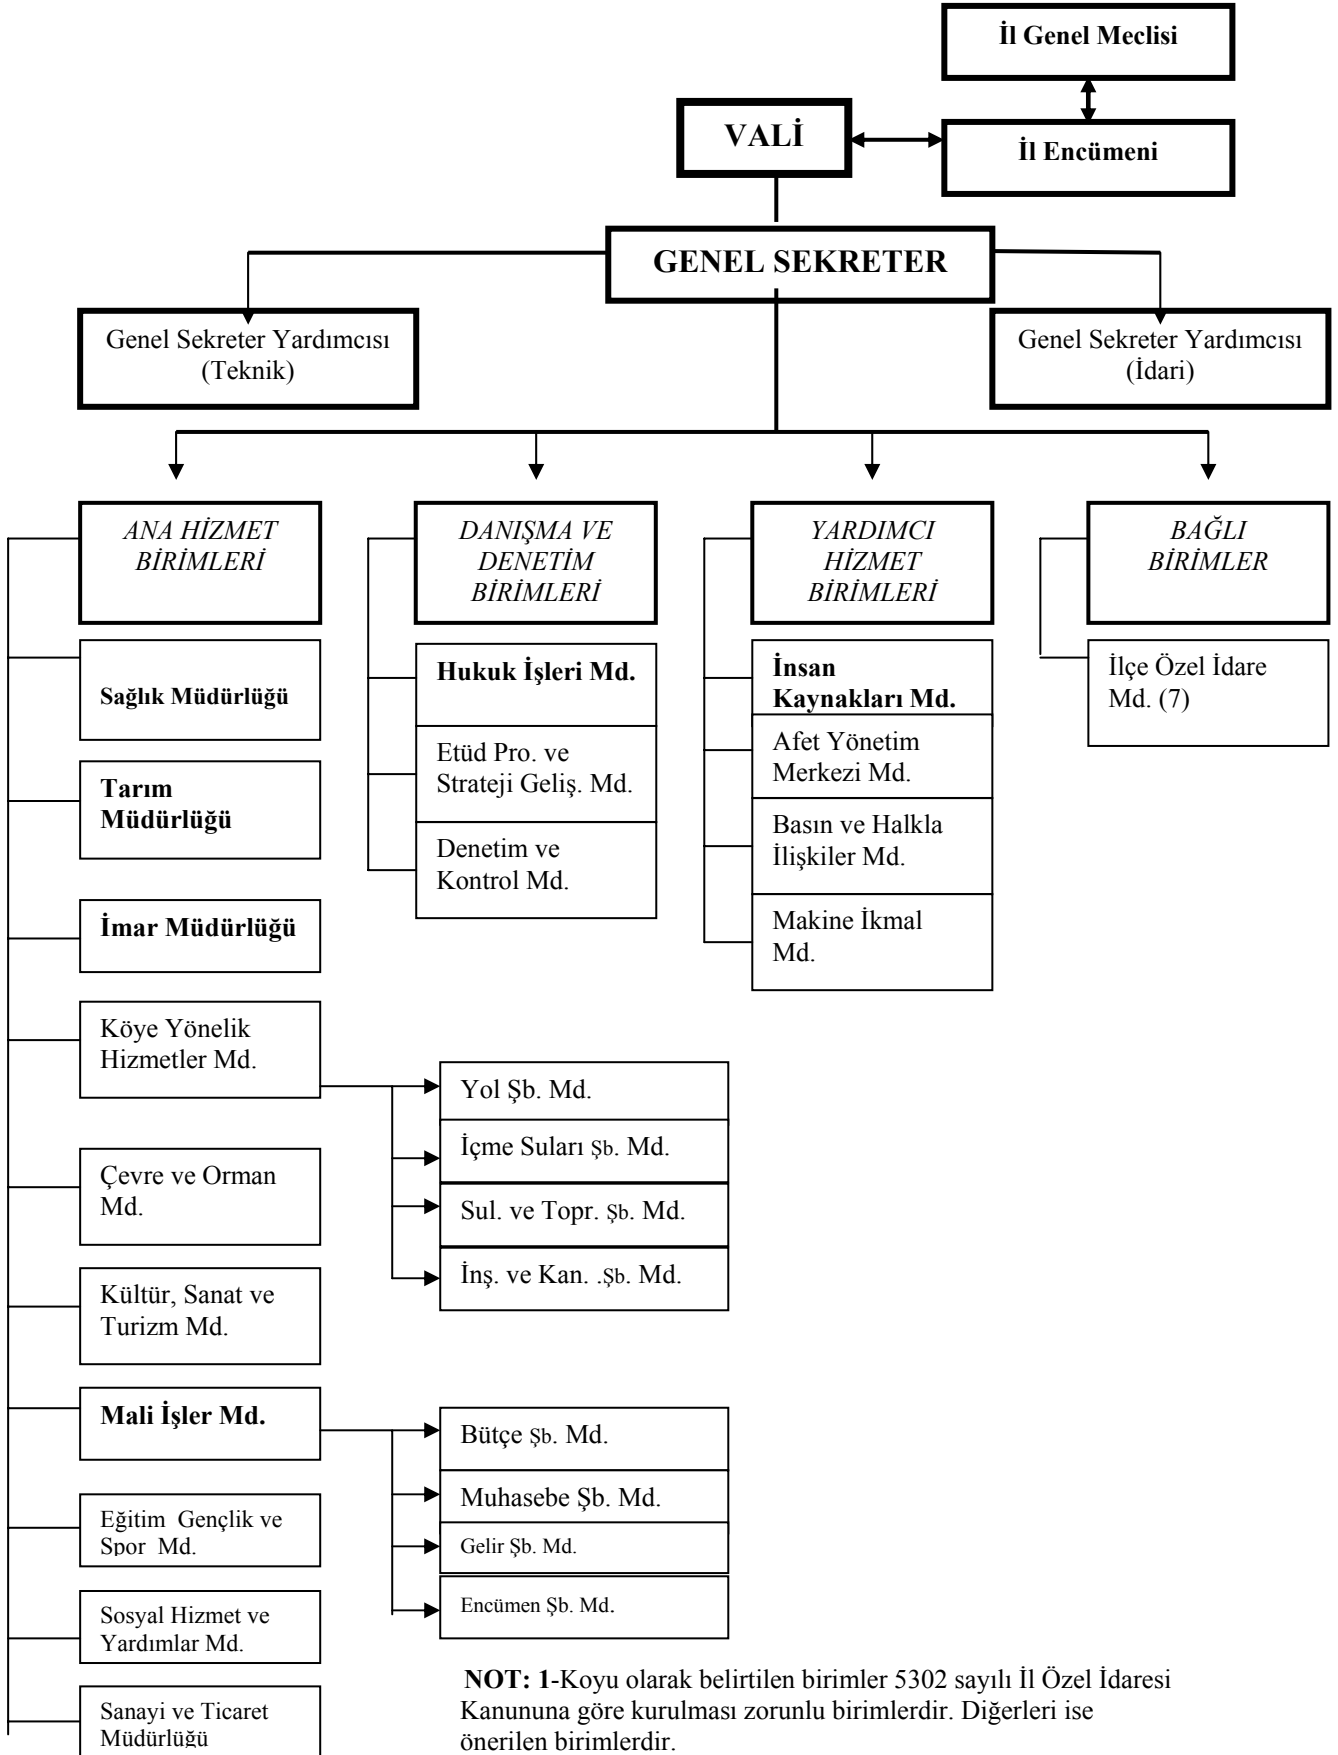 İl Genel Meclisi
VALİ
İl Encümeni
GENEL SEKRETER
Genel Sekreter Yardımcısı
(Teknik)
Genel Sekreter Yardımcısı
(İdari)
ANA HİZMET
BİRİMLERİ
DANIŞMA VE
DENETİM
BİRİMLERİ
YARDIMCI
HİZMET
BİRİMLERİ
BAĞLI
BİRİMLER
Sağlık Müdürlüğü
Tarım
Müdürlüğü
İmar Müdürlüğü
Köye Yönelik
Hizmetler Md.
Çevre ve Orman
Md.
Kültür, Sanat ve
Turizm Md.
Mali İşler Md.
Eğitim Gençlik ve
Spor Md.
Sosyal Hizmet ve
Yardımlar Md.
Sanayi ve Ticaret
Müdürlüğü
Hukuk İşleri Md.
Etüd Pro. ve
Strateji Geliş. Md.
Denetim ve
Kontrol Md.
İnsan
Kaynakları Md.
Afet Yönetim
Merkezi Md.
Basın ve Halkla
İlişkiler Md.
Makine İkmal
Md.
İlçe Özel İdare
Md. (7)
Yol Şb. Md.
İçme Suları Şb. Md.
Sul. ve Topr. Şb. Md.
İnş. ve Kan. .Şb. Md.
Bütçe Şb. Md.
Muhasebe Şb. Md.
Gelir Şb. Md.
Encümen Şb. Md.
NOT: 1-Koyu olarak belirtilen birimler 5302 sayılı İl Özel İdaresi
Kanununa göre kurulması zorunlu birimlerdir. Diğerleri ise
önerilen birimlerdir.